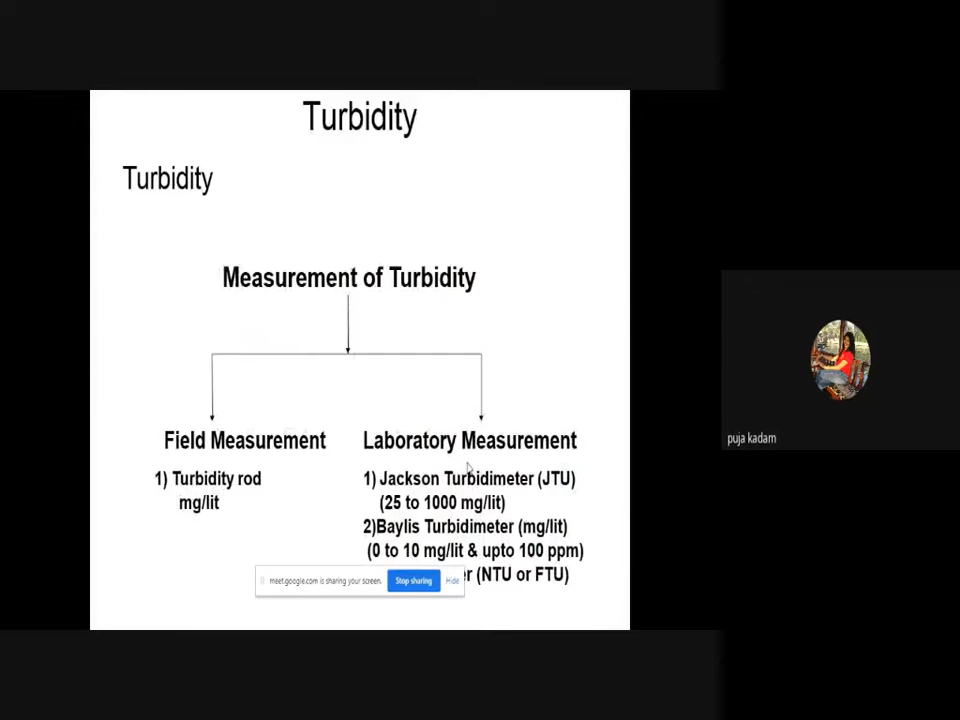 Turbidity
Turbidity
Measurement of Turbidity
Field Measurement
1) Turbidity rod
mg/lit
Laboratory Measurement
1) Jackson Turbidimeter (JTU)
(25 to 1000 mg/lit)
2)Baylis Turbidimeter (mg/lit)
(0 to 10 mg/lit & upto 100 ppm)
er (NTU or FTU)
meet.google.com is sharing your screen.
Stop sharing
Hide
puja kadam